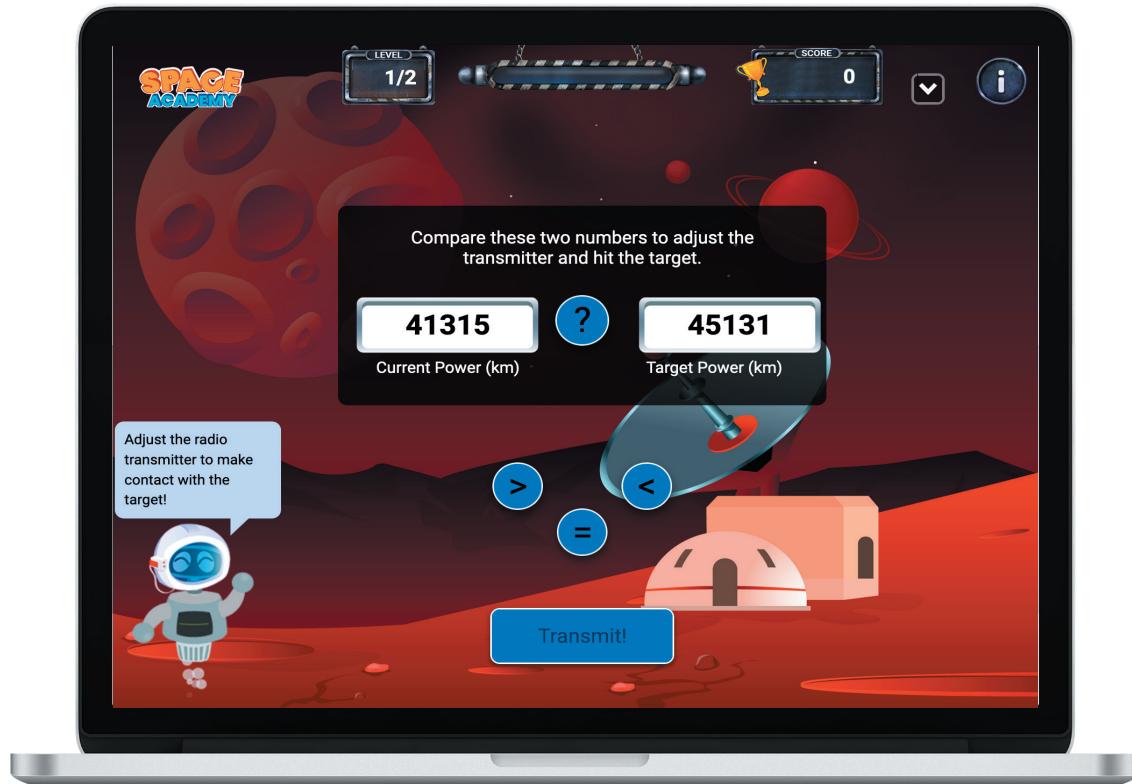 SPACE
ACADEMY
LEVEL
1/2
SCORE
0
i
Compare these two numbers to adjust the
transmitter and hit the target.
41315
?
45131
Current Power (km)
Target Power (km)
Adjust the radio
transmitter to make
contact with the
target!
>
<
=
Transmit!